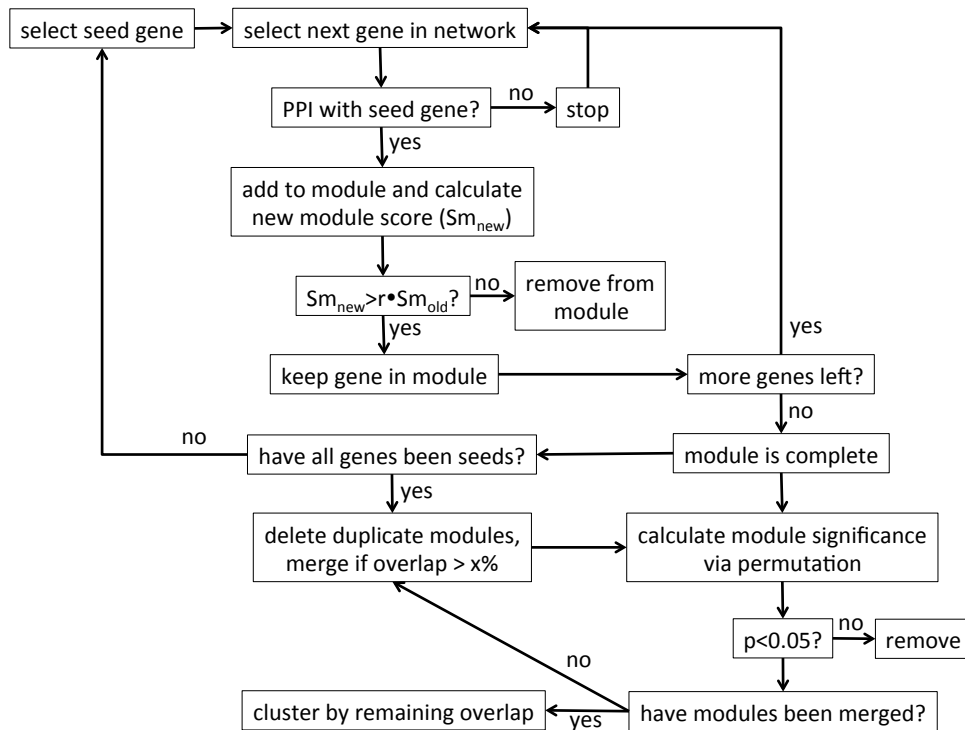 select seed gene
select next gene in network
PPI with seed gene?
no
stop
yes
add to module and calculate
new module score (Smnew)
Smnew>r•Smold?
no
remove from
module
yes
yes
keep gene in module
more genes left?
no
no
have all genes been seeds?
module is complete
yes
delete duplicate modules,
merge if overlap > x%
calculate module significance
via permutation
p<0.05?
no
remove
no
cluster by remaining overlap
yes
have modules been merged?